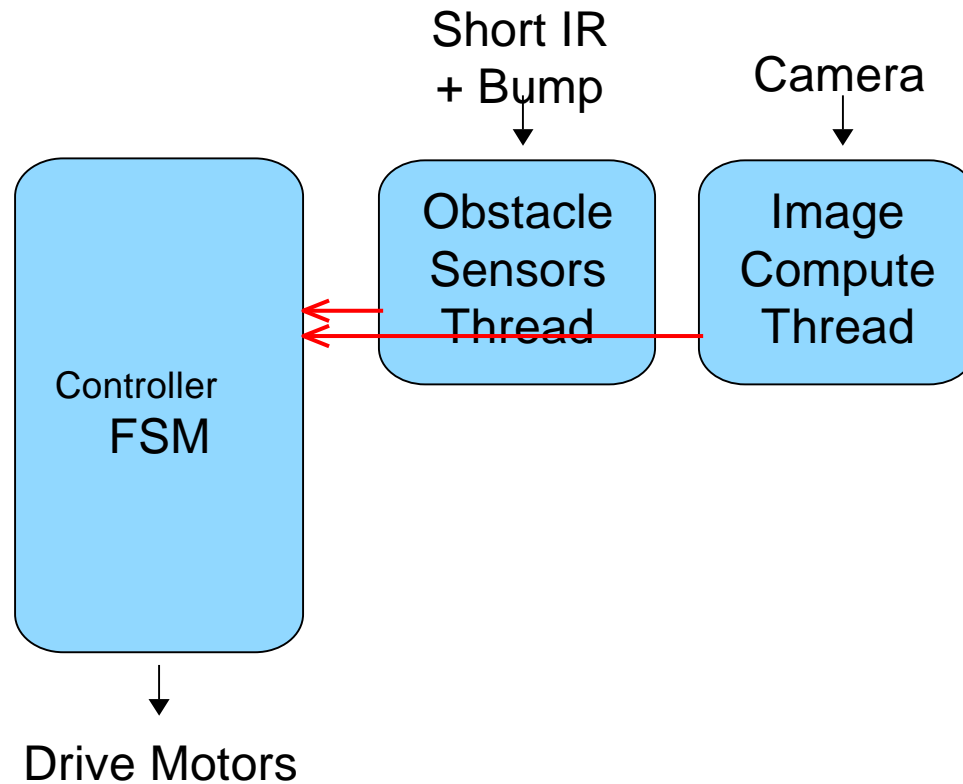 Short IR
+ Bump
Camera
Obstacle
Sensors
Thread
Image
Compute
Thread
Controller
FSM
Drive Motors